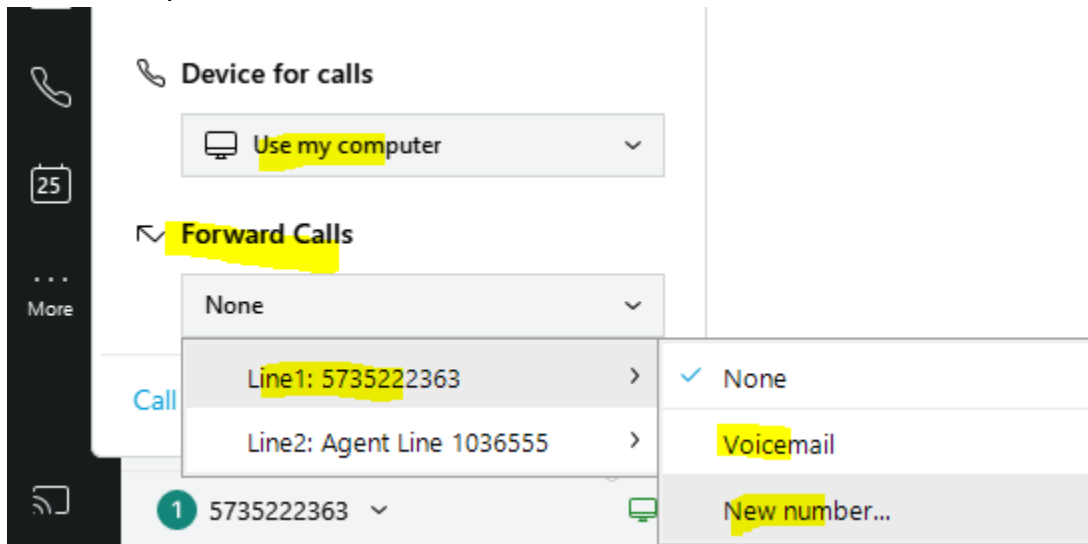 Device for calls
Use my computer
25
Forward Calls
...
More
None
Line1: 5735222363
None
Call
Line2: Agent Line 1036555
Voicemail
1 5735222363
New number...